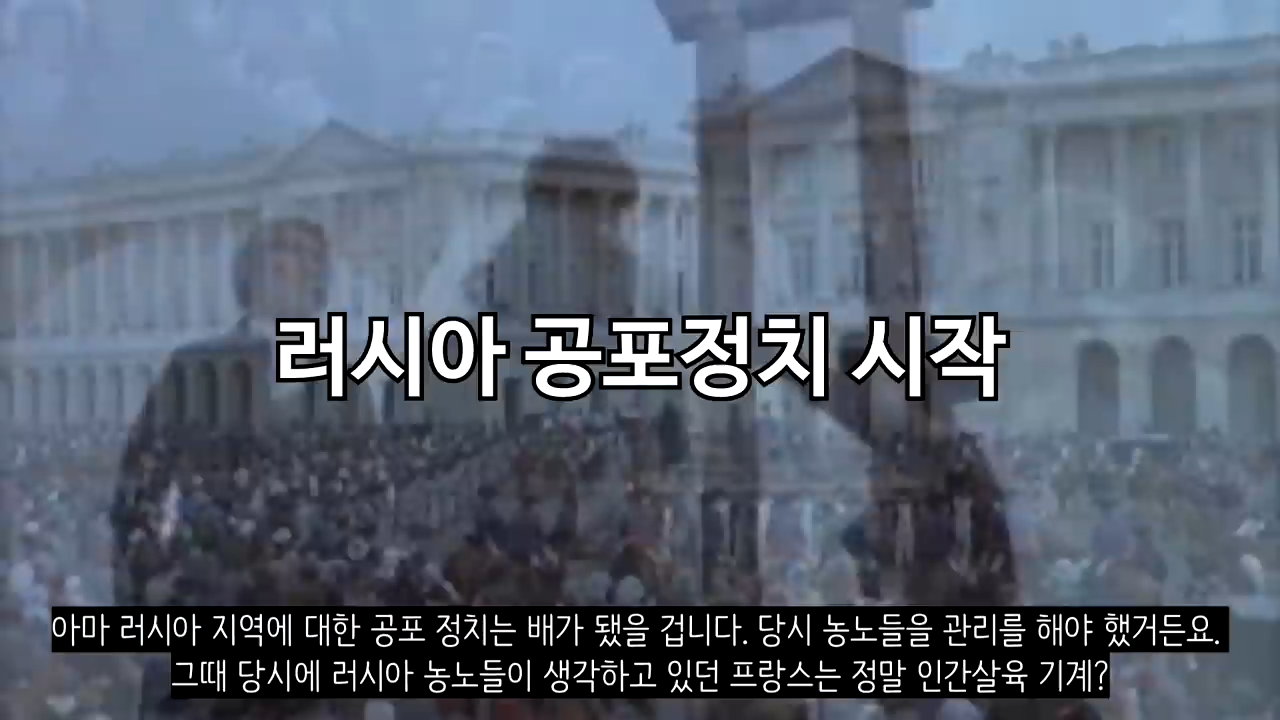 러시아 공포정치 시작
아마 러시아 지역에 대한 공포 정치는 배가 됐을 겁니다. 당시 농노들을 관리를 해야 했거든요.
그때 당시에 러시아 농노들이 생각하고 있던 프랑스는 정말 인간살육 기계?